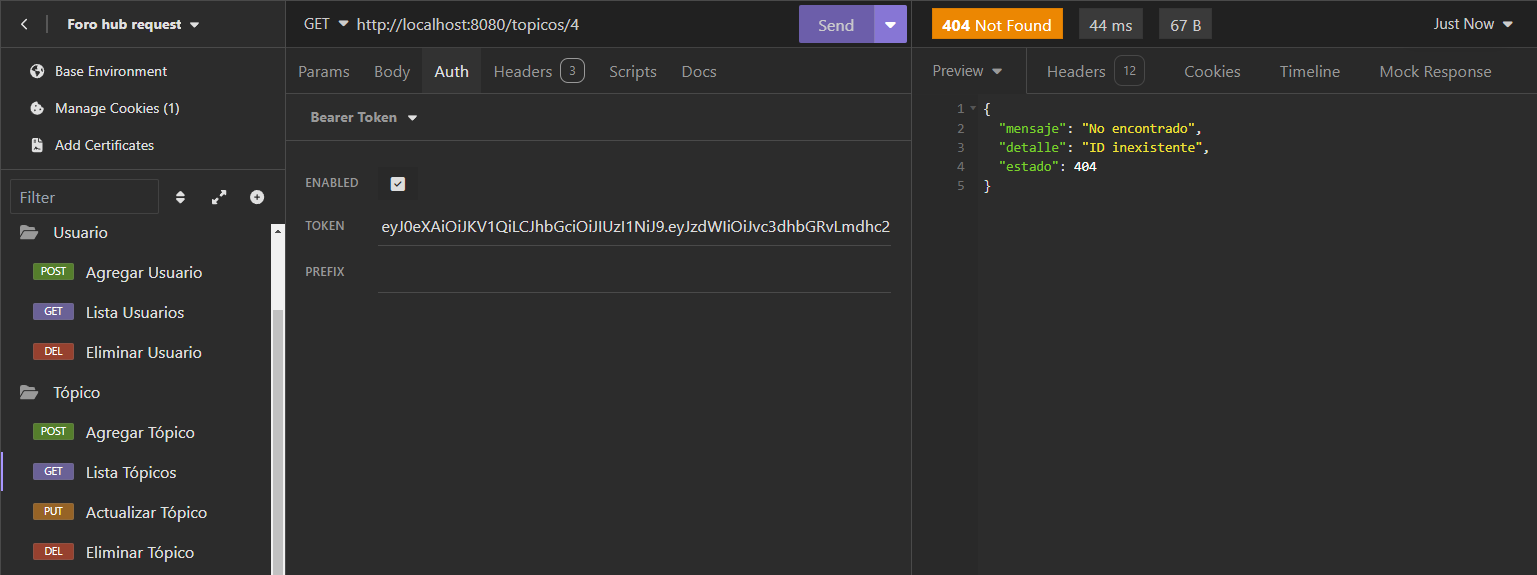 Foro hub request
Base Environment
Manage Cookies (1)
Add Certificates
Filter
Usuario
POST Agregar Usuario
GET Lista Usuarios
DEL Eliminar Usuario
Tópico
POST Agregar Tópico
GET Lista Tópicos
PUT Actualizar Tópico
DEL Eliminar Tópico
GET http://localhost:8080/topicos/4 Send
Params Body Auth Headers 3 Scripts Docs
Bearer Token
ENABLED
TOKEN eyJ0eXAiOiJKV1QiLCJhbGciOiJIUzI1NiJ9.eyJzdWIiOiJvc3dhbGRvLmdhc2
PREFIX
404 Not Found 44 ms 67 B Just Now
Preview Headers 12 Cookies Timeline Mock Response
1 {
2 "mensaje": "No encontrado",
3 "detalle": "ID inexistente",
4 "estado": 404
5 }